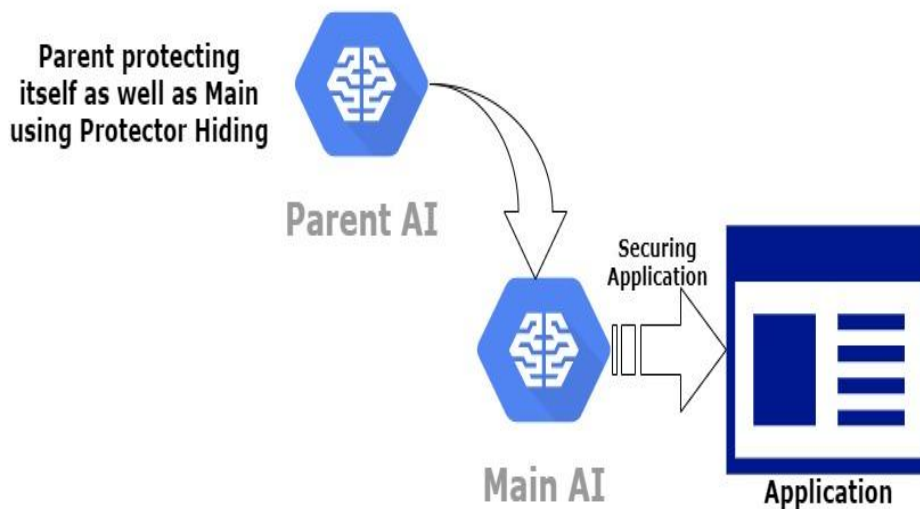 Parent protecting
itself as well as Main
using Protector Hiding
Parent AI
Securing
Application
Main AI
Application